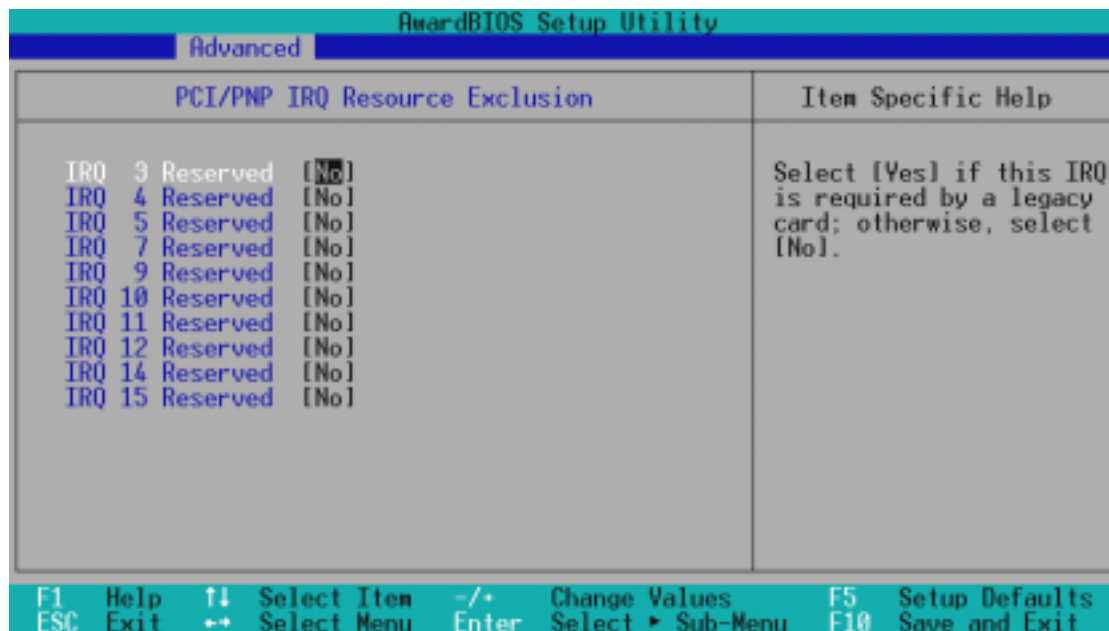 AwardBIOS Setup Utility
Advanced
PCI/PNP IRQ Resource Exclusion
Item Specific Help
IRQ 3 Reserved [No]
IRQ 4 Reserved [No]
IRQ 5 Reserved [No]
IRQ 7 Reserved [No]
IRQ 9 Reserved [No]
IRQ 10 Reserved [No]
IRQ 11 Reserved [No]
IRQ 12 Reserved [No]
IRQ 14 Reserved [No]
IRQ 15 Reserved [No]
Select [Yes] if this IRQ
is required by a legacy
card; otherwise, select
[No].
F1 Help ↑↓ Select Item -/+ Change Values F5 Setup Defaults
ESC Exit ←→ Select Menu Enter Select ► Sub-Menu F10 Save and Exit